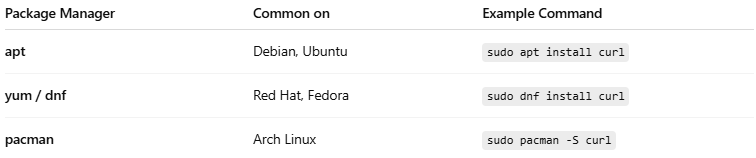 Package Manager Common on Example Command
apt Debian, Ubuntu sudo apt install curl
yum / dnf Red Hat, Fedora sudo dnf install curl
pacman Arch Linux sudo pacman -S curl